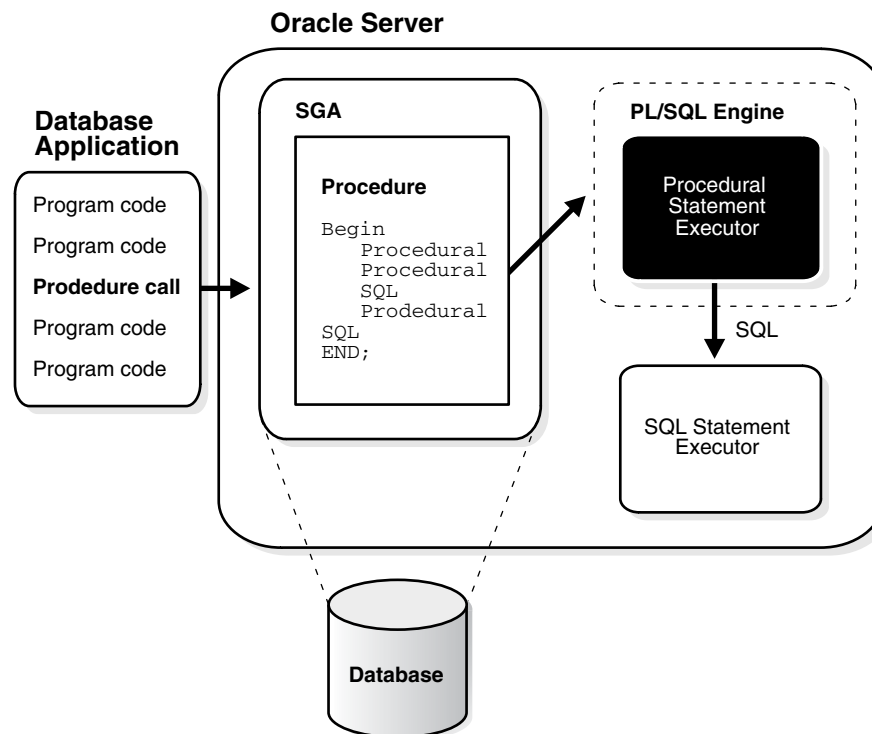 Oracle Server
Database
Application
Program code
Program code
Prodedure call
Program code
Program code
SGA
Procedure
Begin
Procedural
Procedural
SQL
Prodedural
SQL
END;
PL/SQL Engine
Procedural
Statement
Executor
SQL
SQL Statement
Executor
Database